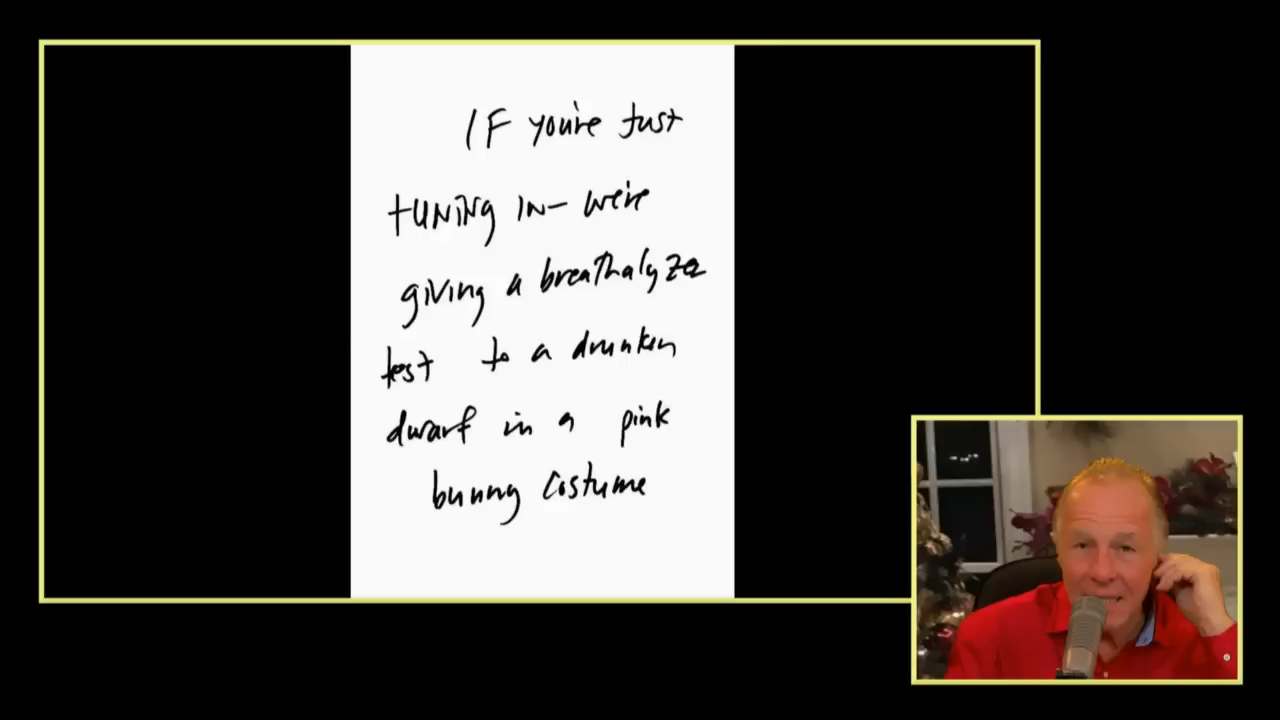 IF you're just
tuning in- we're
giving a breathalyzer
test to a drunken
dwarf in a pink
bunny costume